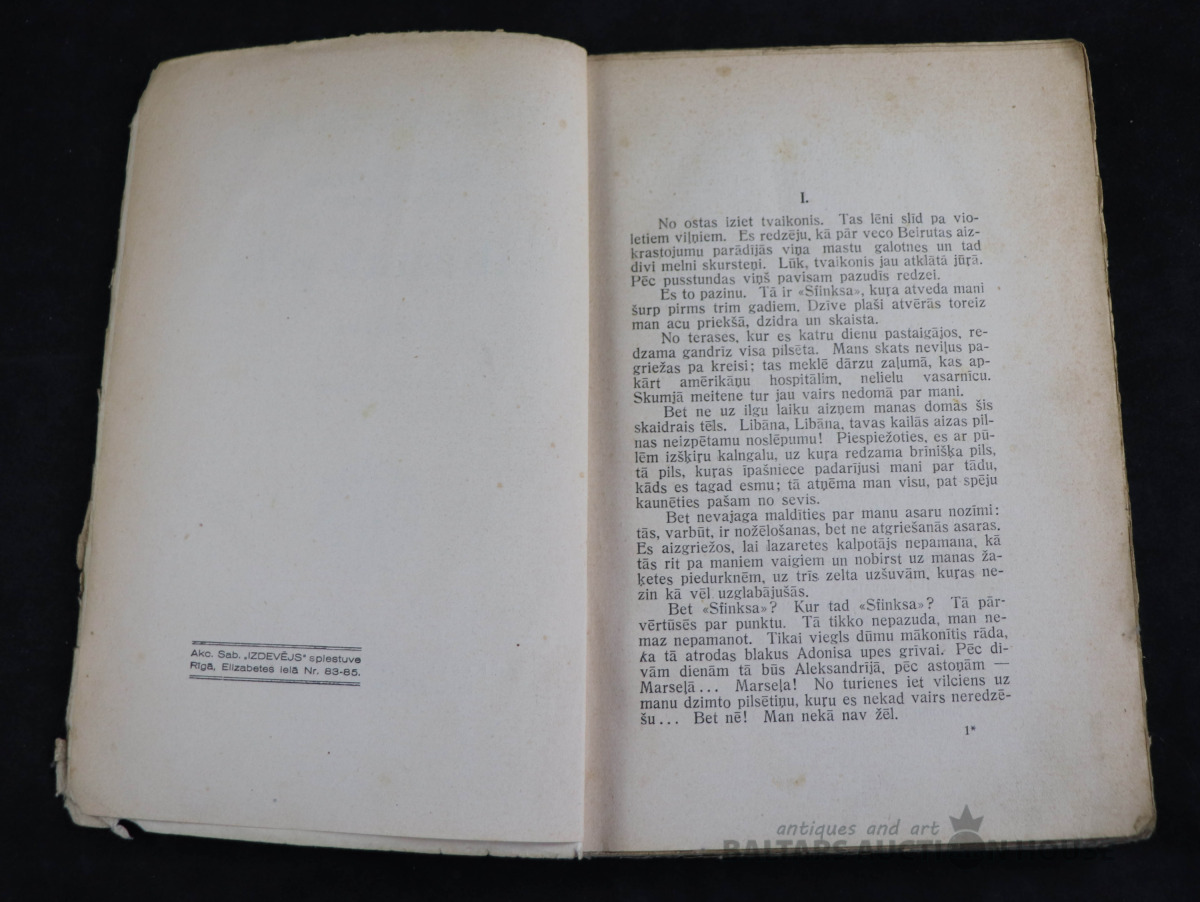 Akc. Sab. „IZDEVĒJS" spiestuve
Rīgā, Elizabetes ielā Nr. 83-85.
I.
No ostas iziet tvaikonis. Tas lēni slīd pa vio-
letiem viļņiem. Es redzēju, kā pār veco Beirutas aiz-
krastojumu parādījās viņa mastu galotnes un tad
divi melni skursteņi. Lūk, tvaikonis jau atklātā jūŗā.
Pēc pusstundas viņš pavisam pazudīs redzei.
Es to pazinu. Tā ir «Sfinksa», kuŗa atveda mani
šurp pirms trim gadiem. Dzīve plaši atvērās toreiz
man acu priekšā, dzidra un skaista.
No terases, kur es katru dienu pastaigājos, re-
dzama gandrīz visa pilsēta. Mans skats neviļus pa-
griežas pa kreisi; tas meklē dārzu zaļumā, kas ap-
kārt amērikāņu hospitālim, nelielu vasarnīcu.
Skumjā meitene tur jau vairs nedomā par mani.
Bet ne uz ilgu laiku aizņem manas domās šis
skaidrais tēls. Libāna, Libāna, tavas kailās aizas pil-
nas neizpētamu noslēpumu! Piespiežoties, es ar pū-
lēm izšķiŗu kalngalu, uz kuŗa redzama brīnišķa pils,
tā pils, kuŗas īpašniece padarījusi mani par tādu,
kāds es tagad esmu; tā atņēma man visu, pat spēju
kaunēties pašam no sevis.
Bet nevajaga maldīties par manu asaru nozīmi:
tās, varbūt, ir nožēlošanas, bet ne atgriešanās asaras.
Es aizgriežos, lai lazaretes kalpotājs nepamana, kā
tās rit pa maniem vaigiem un nobirst uz manas ža-
ķetes piedurknēm, uz trīs zelta uzšuvām, kuŗas ne-
zin kā vēl uzglabājušās.
Bet «Sfinksa»? Kur tad «Sfinksa»? Tā pār-
vērtūsēs par punktu. Tā tikko nepazuda, man ne-
maz nepamanot. Tikai viegls dūmu mākonītis rāda,
ka tā atrodas blakus Adonisa upes grīvai. Pēc di-
vām dienām tā būs Aleksandrijā, pēc astoņām —
Marseļā... Marseļa! No turienes iet vilciens uz
manu dzimto pilsētiņu, kuŗu es nekad vairs neredzē-
šu... Bet nē! Man nekā nav žēl.
1*
antiques and art
BALTARS AUCTION HOUSE